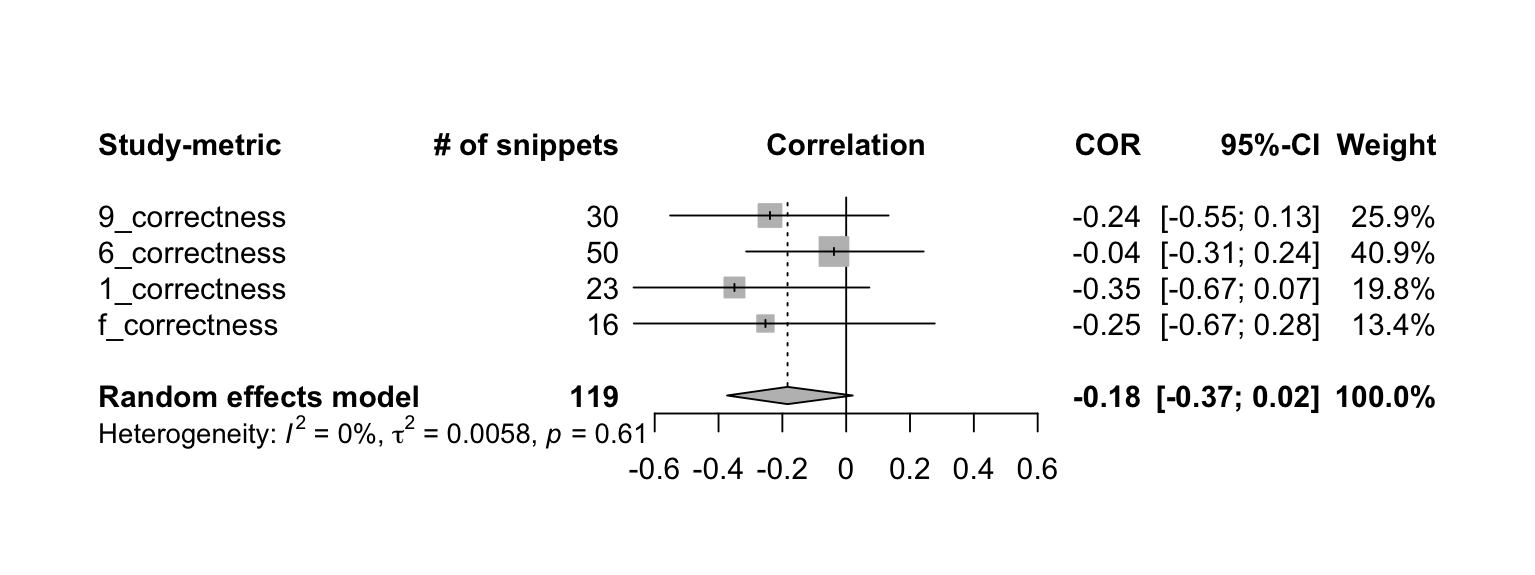 Study-metric # of snippets Correlation COR 95%-CI Weight
9_correctness 30 -0.24 [-0.55; 0.13] 25.9%
6_correctness 50 -0.04 [-0.31; 0.24] 40.9%
1_correctness 23 -0.35 [-0.67; 0.07] 19.8%
f_correctness 16 -0.25 [-0.67; 0.28] 13.4%
Random effects model 119 -0.18 [-0.37; 0.02] 100.0%
Heterogeneity: I² = 0%, τ² = 0.0058, p = 0.61
-0.6 -0.4 -0.2 0 0.2 0.4 0.6